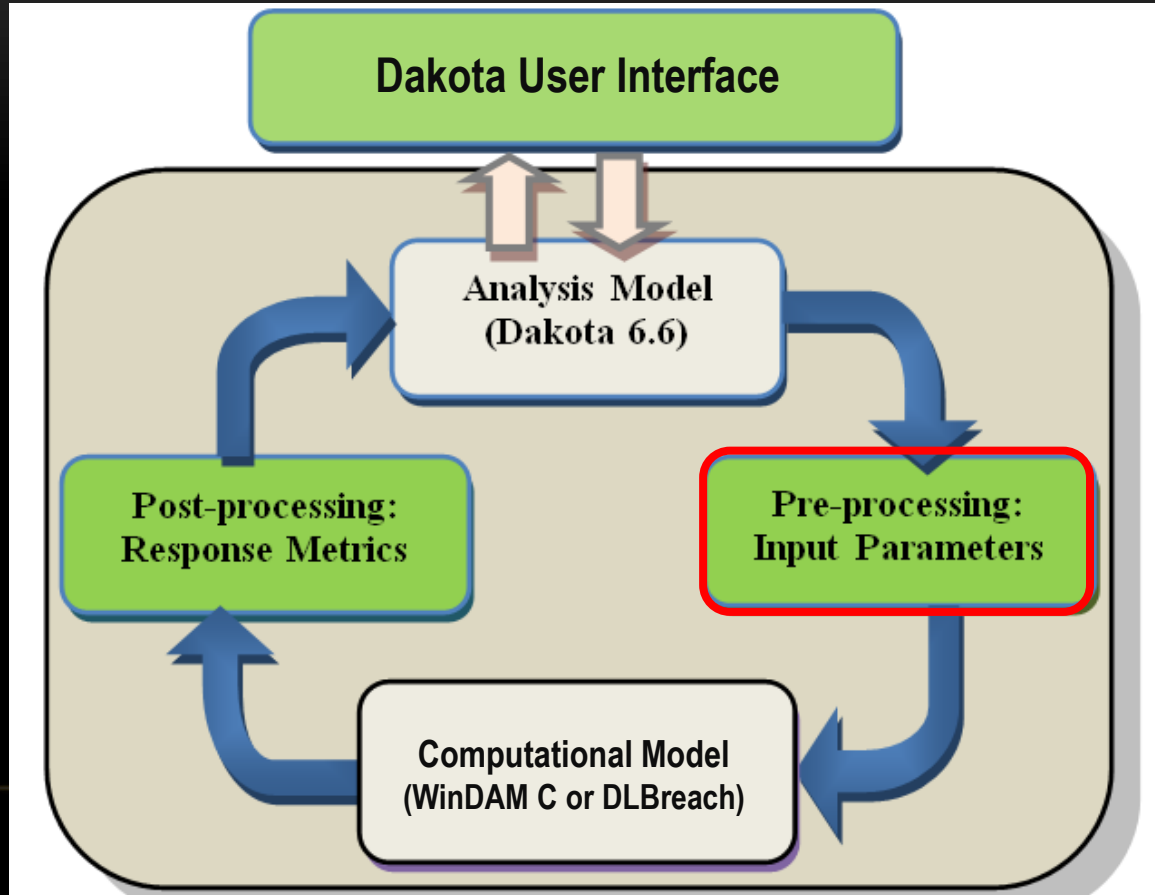 Dakota User Interface
Analysis Model
(Dakota 6.6)
Post-processing:
Response Metrics
Pre-processing:
Input Parameters
Computational Model
(WinDAM C or DLBreach)